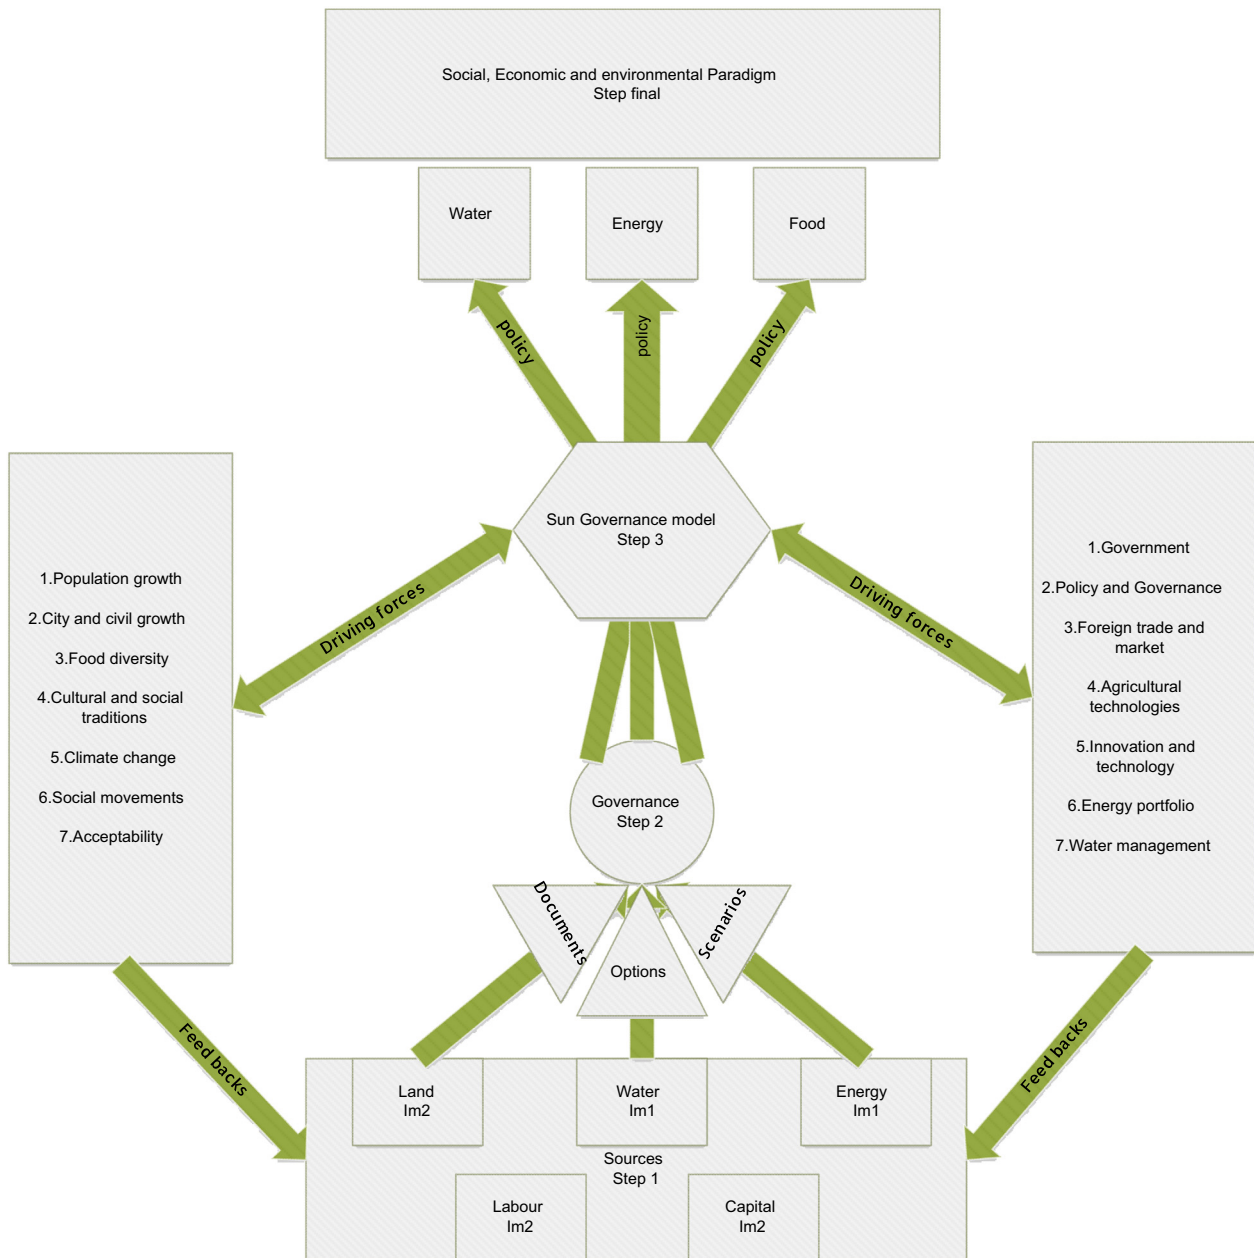 Social, Economic and environmental Paradigm
Step final
Water
Energy
Food
policy
policy
policy
Sun Governance model
Step 3
Driving forces
Driving forces
1.Population growth
2.City and civil growth
3.Food diversity
4.Cultural and social
traditions
5.Climate change
6.Social movements
7.Acceptability
1.Government
2.Policy and Governance
3.Foreign trade and
market
4.Agricultural
technologies
5.Innovation and
technology
6.Energy portfolio
7.Water management
Governance
Step 2
Documents
Options
Scenarios
Feed backs
Feed backs
Land
Im2
Water
Im1
Energy
Im1
Sources
Step 1
Labour
Im2
Capital
Im2